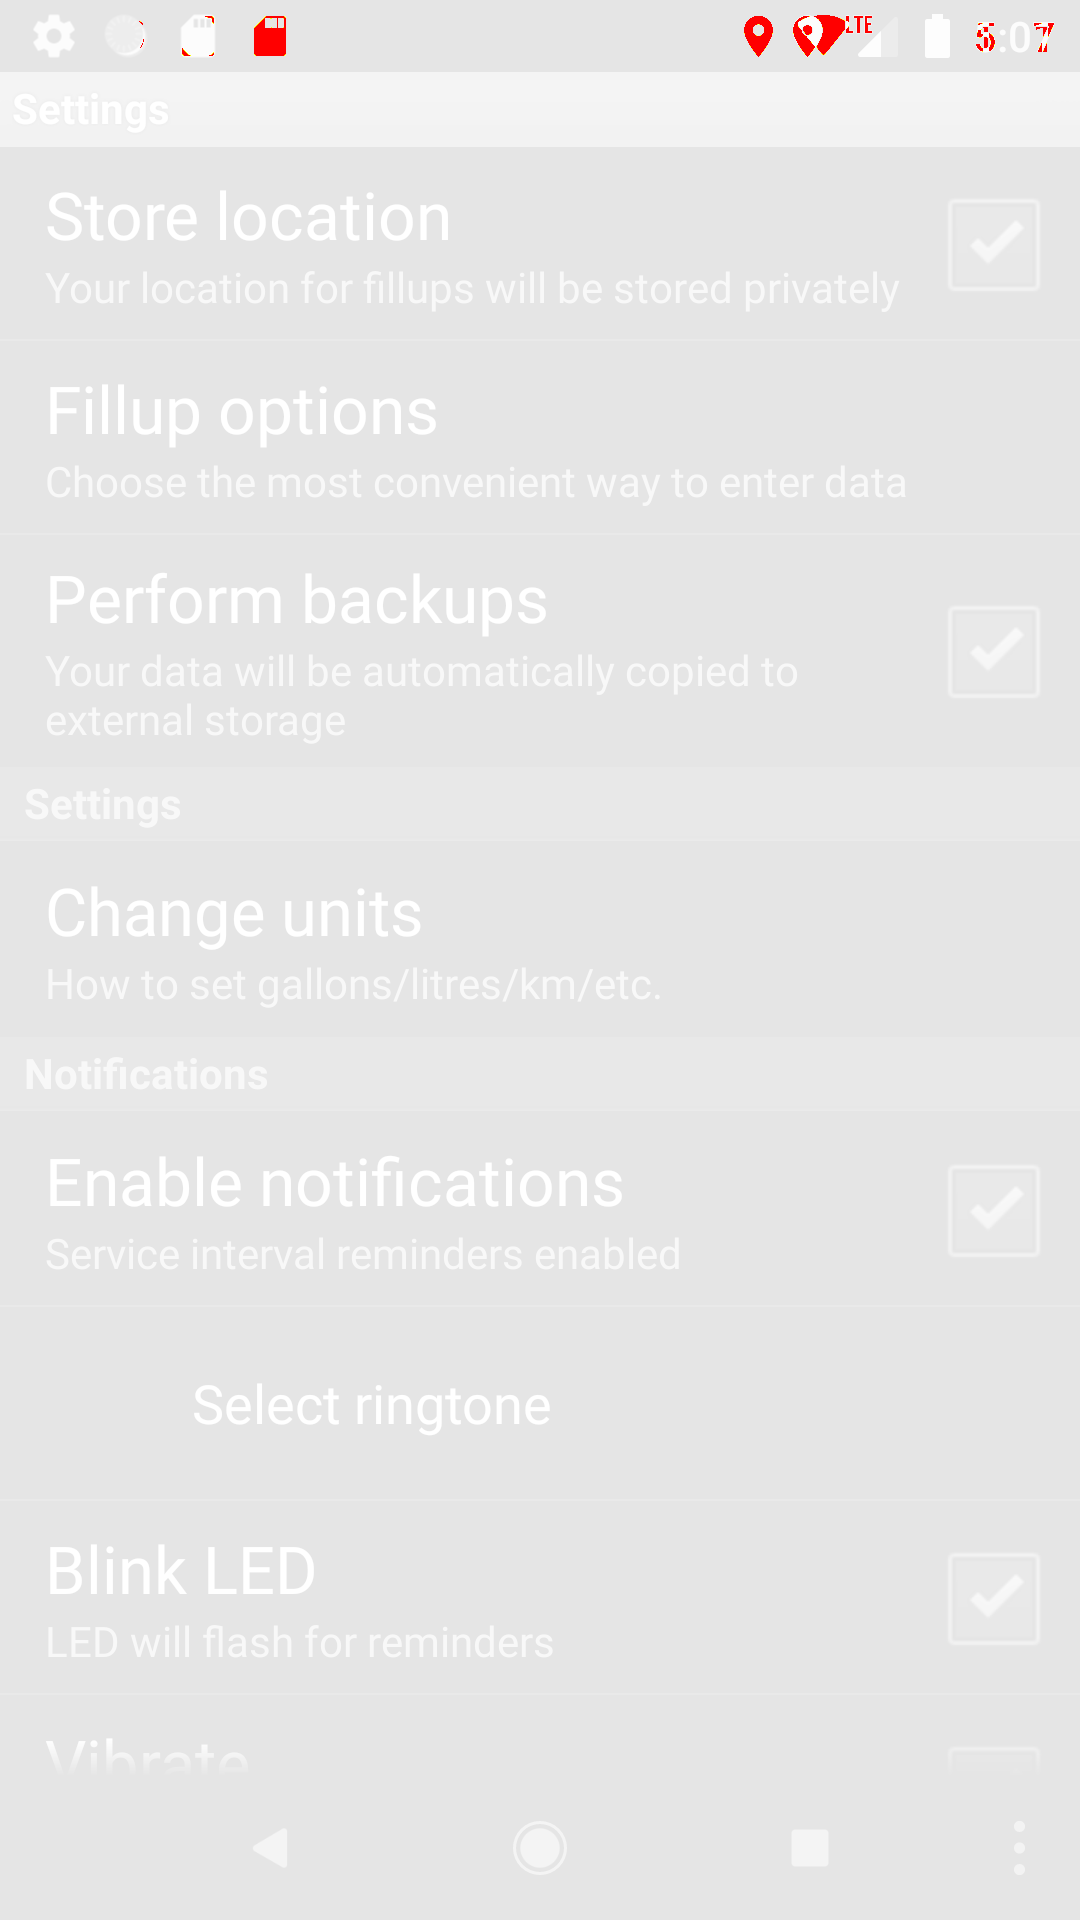 LTE
Settings
Store location
Your location for fillups will be stored privately
Fillup options
Choose the most convenient way to enter data
Perform backups
Your data will be automatically copied to
external storage
Settings
Change units
How to set gallons/litres/km/etc.
Notifications
Enable notifications
Service interval reminders enabled
Select ringtone
Blink LED
LED will flash for reminders
Vibrate